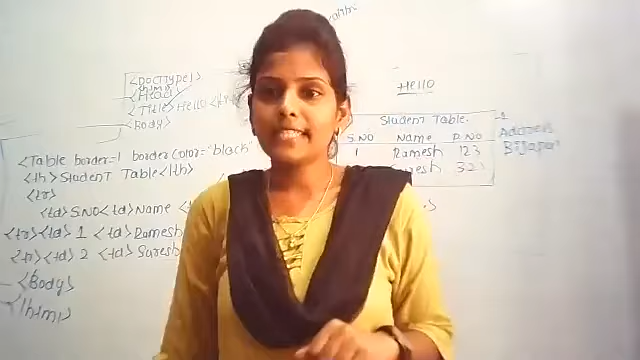 <DOCTYPE>
<html>
<Head>
<Title>Hello
<Body>
<Table border=1 bordercolor="black"
<th>Student Table<th>
<tr>
<td>S.NO<td>Name
<tr><td> 1 <td>Ramesh
<tr><td> 2 <td>Suresh
<Body>
<html>
Hello
Student Table
S.NO Name P.NO
1 Ramesh 123
321
Address
Bijapur